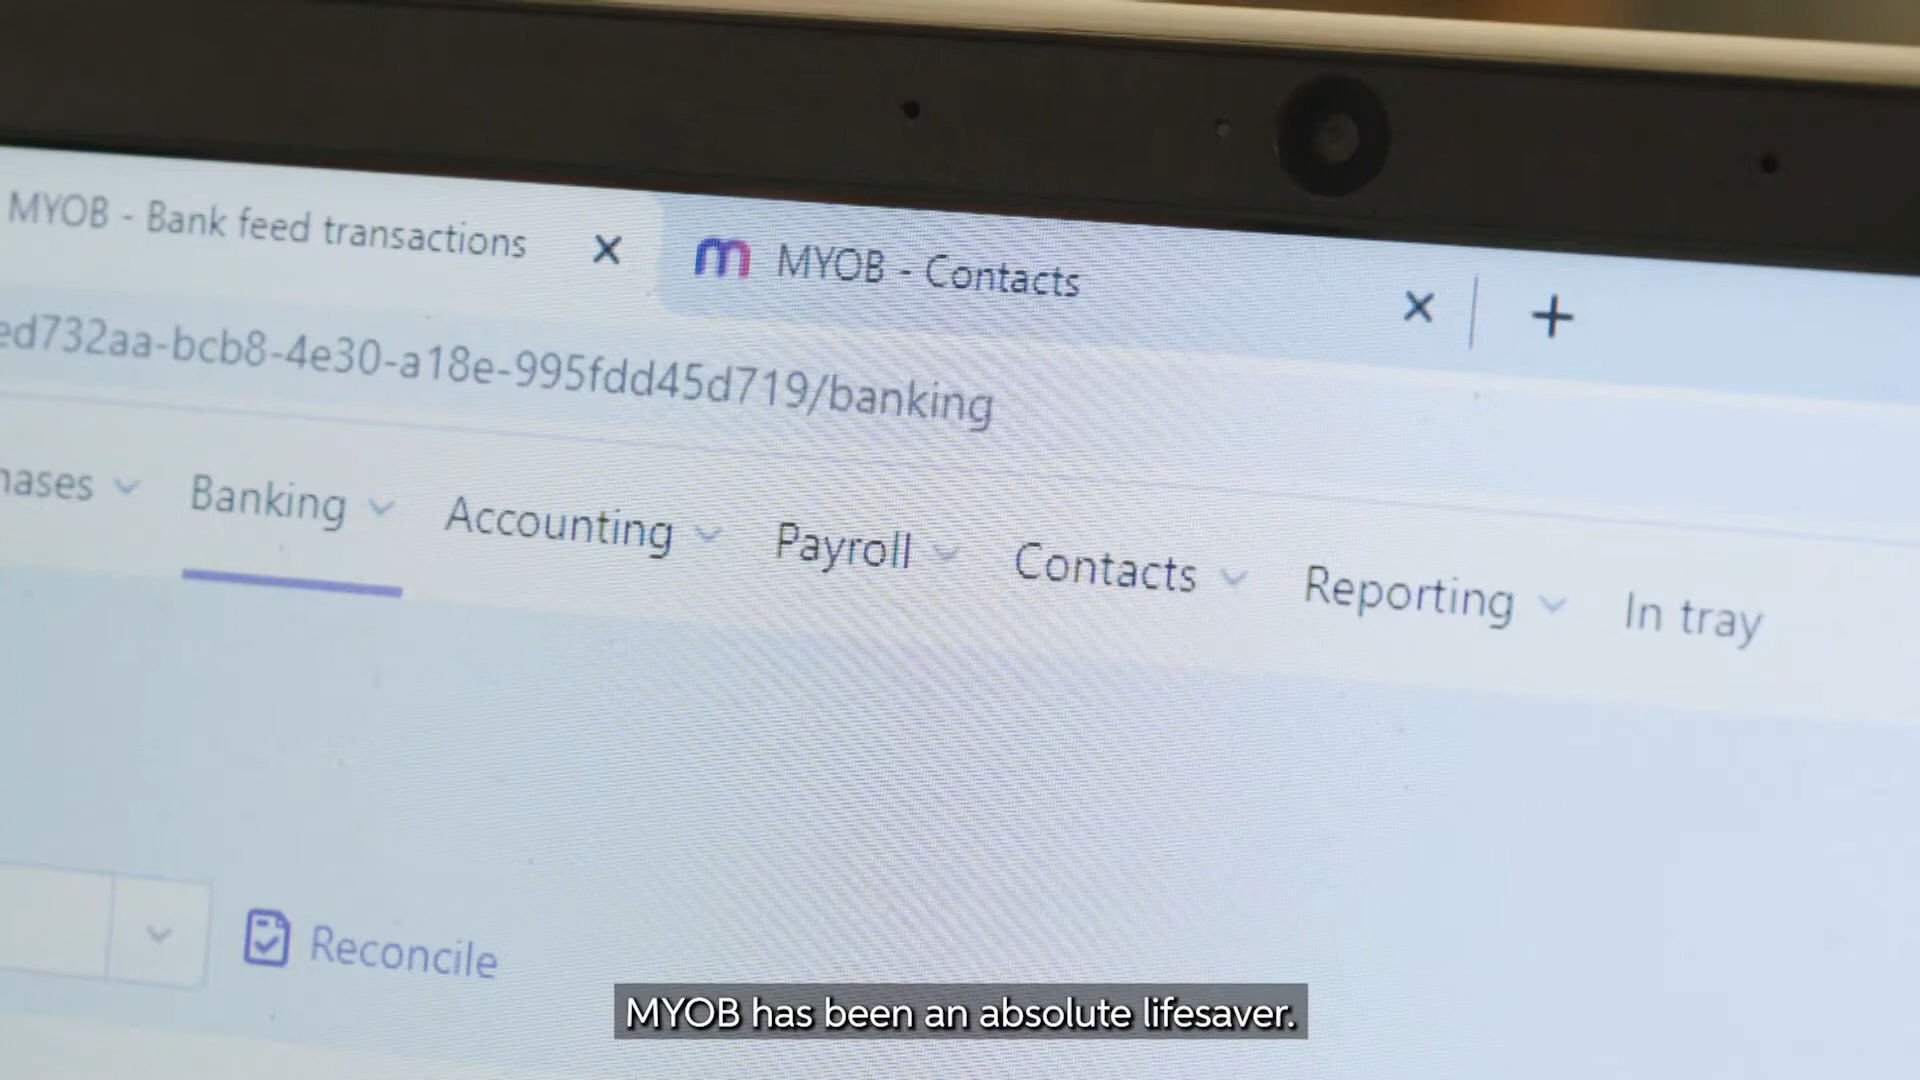 MYOB - Bank feed transactions
MYOB - Contacts
ed732aa-bcb8-4e30-a18e-995fdd45d719/banking
hases Banking Accounting Payroll Contacts Reporting In tray
Reconcile
MYOB has been an absolute lifesaver.